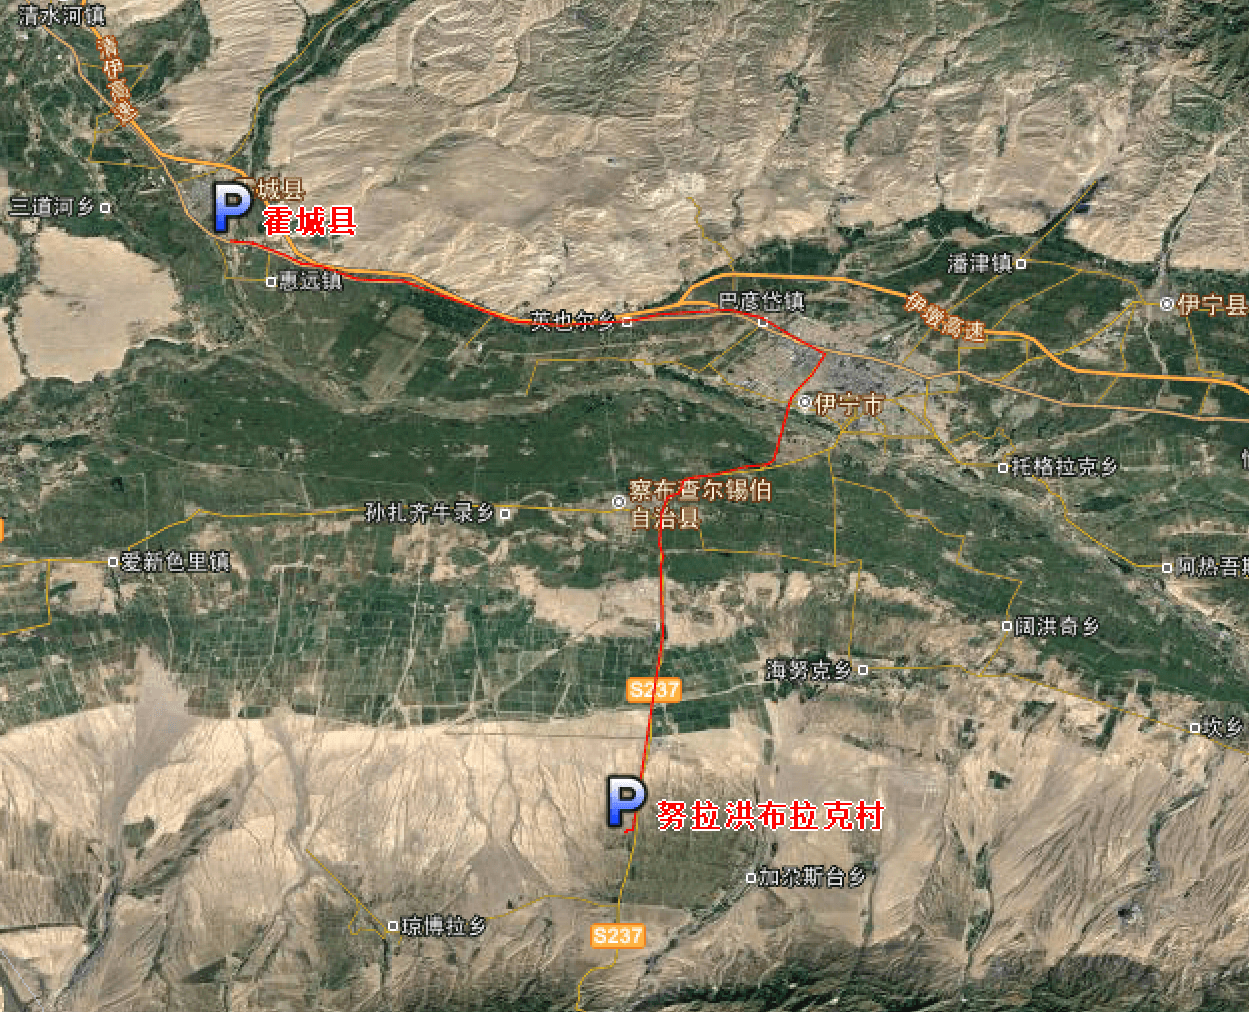 清水河镇
清伊高速
三道河乡
P
城县
霍城县
惠远镇
英也尔乡
巴彦岱镇
潘津镇
伊宁县
伊墩高速
伊宁市
托格拉克乡
察布查尔锡伯
自治县
孙扎齐牛录乡
爱新色里镇
阿热吾斯
阔洪奇乡
海努克乡
S237
坎乡
P
努拉洪布拉克村
加尕斯台乡
琼博拉乡
S237